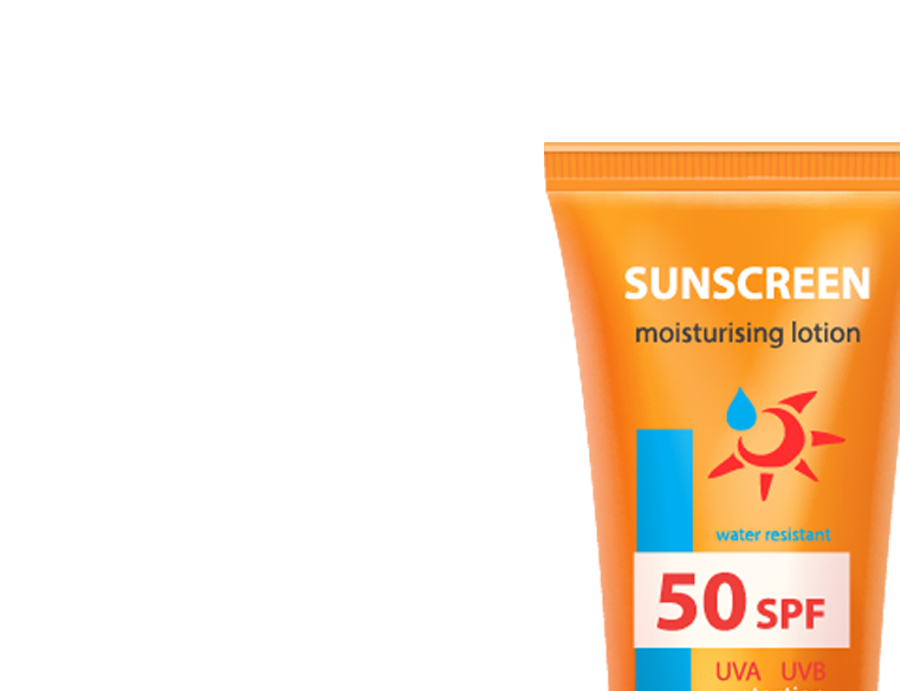 SUNSCREEN
moisturising lotion
water resistant
50 SPF
UVA UVB